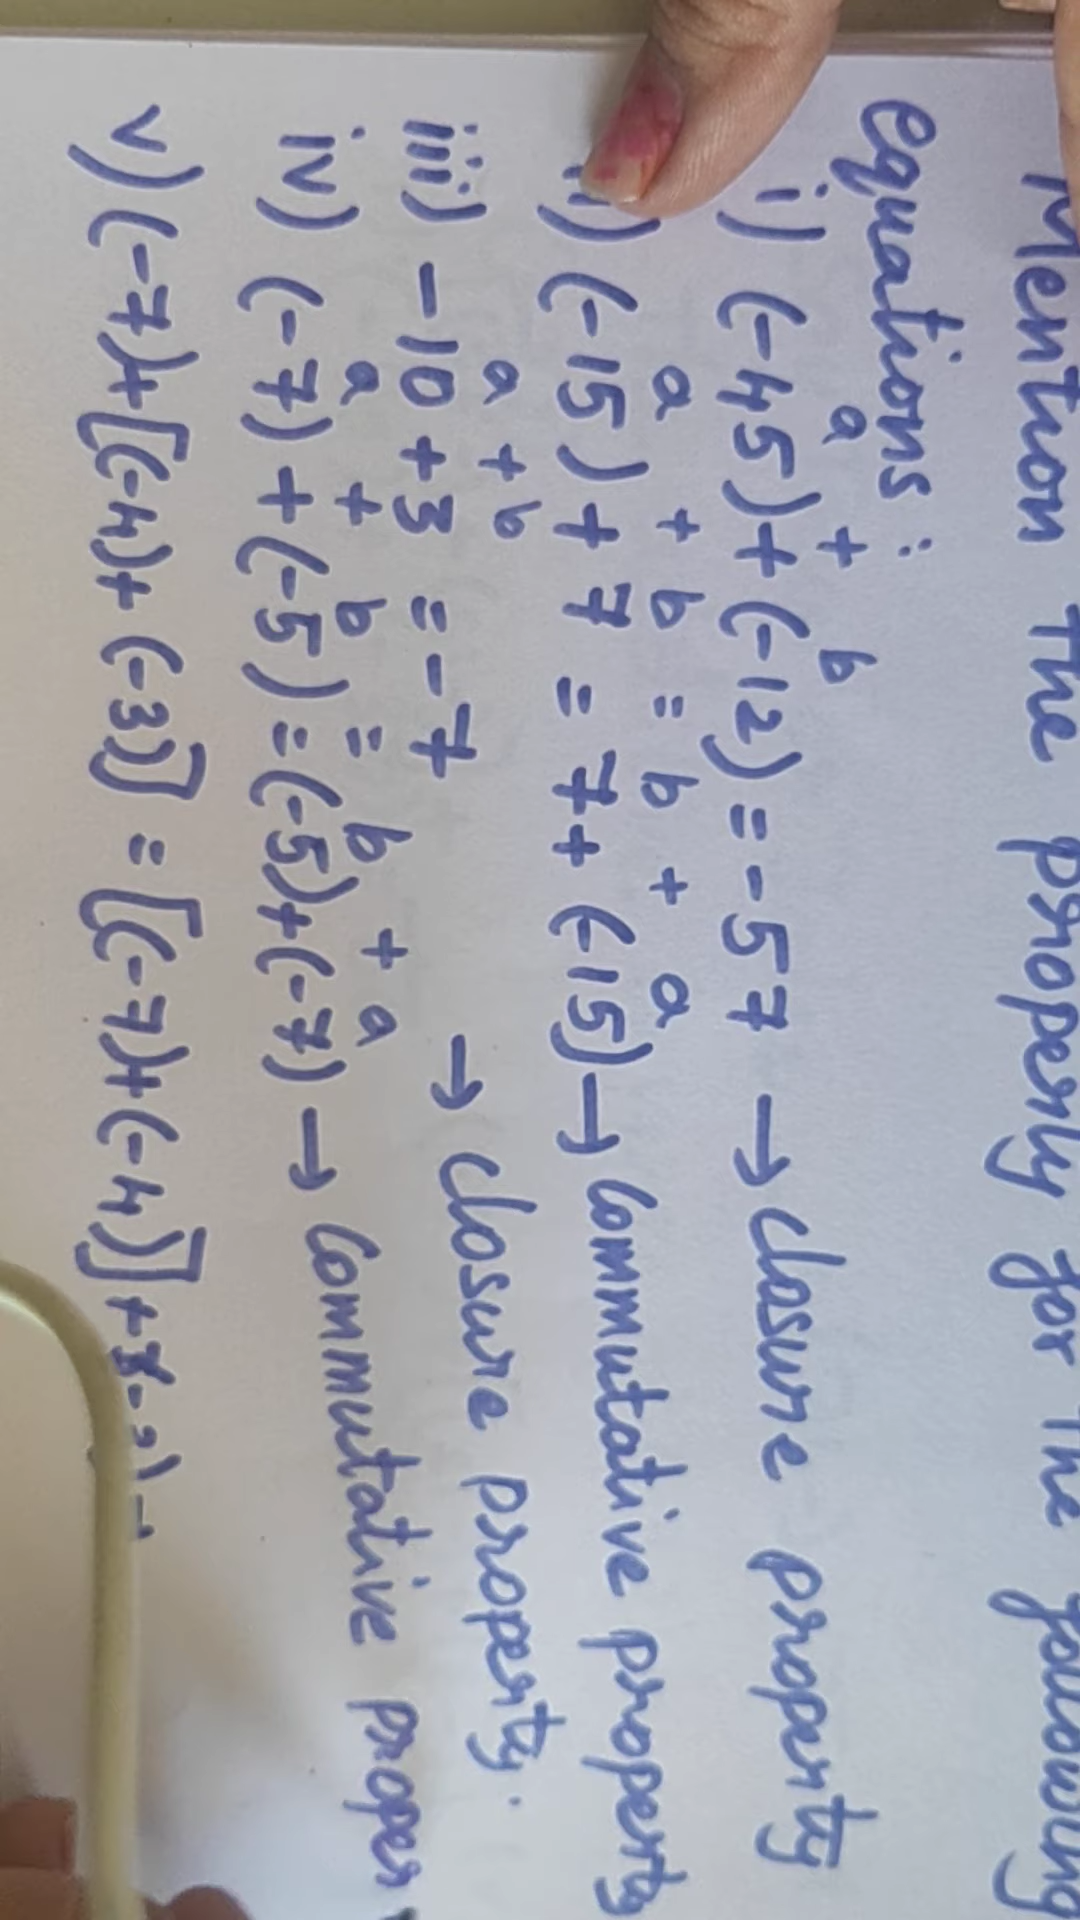 Mention the property for the following
equations:
a + b
i) (-45)+(-12) = -57 → closure property
a + b = b + a
ii) (-15) + 7 = 7+ (-15) → Commutative property
a + b
iii) -10 +3 = -7 → closure property.
a + b = b + a
iv) (-7) + (-5) = (-5)+(-7) → Commutative proper
v) (-7)+[(-4)+ (-3)] = [(-7)+(-4)]+